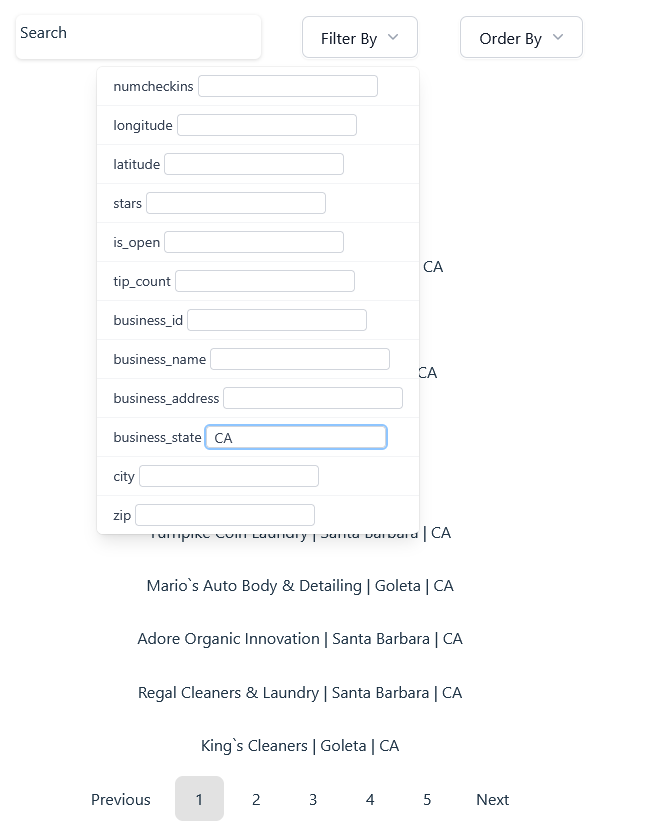 Search
Filter By
Order By
numcheckins
longitude
latitude
stars
is_open
CA
tip_count
business_id
business_name
CA
business_address
business_state CA
city
zip
Turnpike Coin Laundry | Santa Barbara | CA
Mario`s Auto Body & Detailing | Goleta | CA
Adore Organic Innovation | Santa Barbara | CA
Regal Cleaners & Laundry | Santa Barbara | CA
King`s Cleaners | Goleta | CA
Previous 1 2 3 4 5 Next